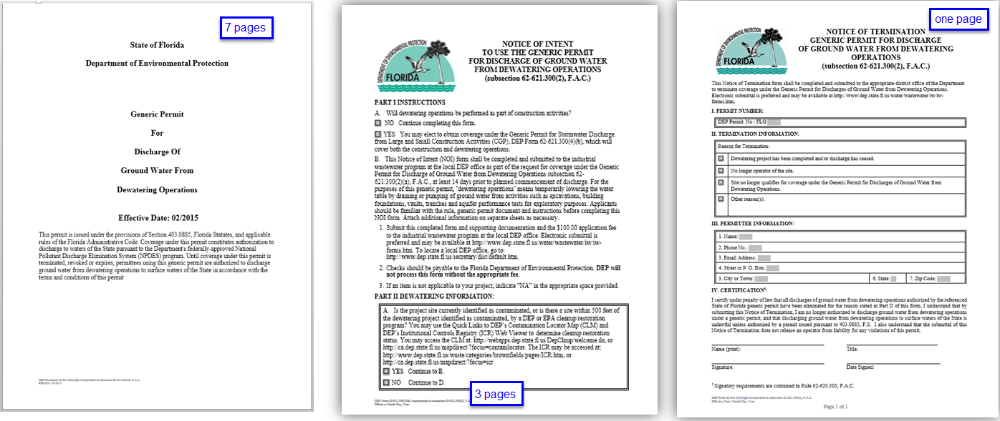 7 pages
State of Florida
Department of Environmental Protection
Generic Permit
For
Discharge Of
Ground Water From
Dewatering Operations
Effective Date: 02/2015
This permit is issued under the provisions of Section 403.0885, Florida Statutes, and applicable
rules of the Florida Administrative Code. Coverage under this permit constitutes authorization to
discharge to waters of the State pursuant to the Department's federally-approved National
Pollutant Discharge Elimination System (NPDES) program. Until coverage under this permit is
terminated, revoked or expires, permittees using this generic permit are authorized to discharge
ground water from dewatering operations to surface waters of the State in accordance with the
terms and conditions of this permit
DEP Document 62-621.300(2)(a) incorporated in subsection 62-621.300(2), F.A.C.
Effective: 02/2015
DEPARTMENT OF ENVIRONMENTAL PROTECTION
FLORIDA
NOTICE OF INTENT
TO USE THE GENERIC PERMIT
FOR DISCHARGE OF GROUND WATER
FROM DEWATERING OPERATIONS
(subsection 62-621.300(2), F.A.C.)
PART I INSTRUCTIONS
A. Will dewatering operations be performed as part of construction activities?
NO Continue completing this form.
YES You may elect to obtain coverage under the Generic Permit for Stormwater Discharge
from Large and Small Construction Activities (CGP), DEP Form 62-621.300(4)(b), which will
cover both the construction and dewatering operations.
B. This Notice of Intent (NOI) form shall be completed and submitted to the industrial
wastewater program at the local DEP office as part of the request for coverage under the Generic
Permit for Discharge of Ground Water from Dewatering Operations subsection 62-
621.300(2)(a), F.A.C., at least 14 days prior to planned commencement of discharge. For the
purposes of this generic permit, "dewatering operations" means temporarily lowering the water
table by draining or pumping of ground water from activities such as excavations, building
foundations, vaults, trenches and aquifer performance tests for exploratory purposes. Applicants
should be familiar with the rule, generic permit document and instructions before completing this
NOI form. Attach additional information on separate sheets as necessary.
1. Submit this completed form and supporting documentation and the $100.00 application fee
to the industrial wastewater program at the local DEP office. Electronic submittal is
preferred and may be available at http://www.dep.state.fl.us/water/wastewater/iw/iw-
forms.htm. To locate a local DEP office, go to:
http://www.dep.state.fl.us/secretary/dist/default.htm.
2. Checks should be payable to the Florida Department of Environmental Protection. DEP will
not process this form without the appropriate fee.
3. If an item is not applicable to your project, indicate “NA” in the appropriate space provided.
PART II DEWATERING INFORMATION:
A. Is the project site currently identified as contaminated, or is there a site within 500 feet of
the dewatering project identified as contaminated, by a DEP or EPA cleanup/restoration
program? You may use the Quick Links to DEP’s Contamination Locator Map (CLM) and
DEP’s Institutional Controls Registry (ICR) Web Viewer to determine cleanup restoration
status. You may access the CLM at: http://webapps.dep.state.fl.us/DepClnup/welcome.do, or
http://ca.dep.state.fl.us/mapdirect/?focus=contamlocator. The ICR may be accessed at:
http://www.dep.state.fl.us/waste/categories/brownfields/pages/ICR.htm, or
http://ca.dep.state.fl.us/mapdirect/?focus=icr
YES Continue to B.
NO Continue to D.
3 pages
DEP Form 62-621.300(2)(b) incorporated in subsection 62-621.300(2),
Effective Month Day, Year
one page
DEPARTMENT OF ENVIRONMENTAL PROTECTION
FLORIDA
NOTICE OF TERMINATION
GENERIC PERMIT FOR DISCHARGE
OF GROUND WATER FROM DEWATERING
OPERATIONS
(subsection 62-621.300(2), F.A.C.)
This Notice of Termination form shall be completed and submitted to the appropriate district office of the Department
to terminate coverage under the Generic Permit for Discharges of Ground Water from Dewatering Operations.
Electronic submittal is preferred and may be available at http://www.dep.state.fl.us/water/wastewater/iw/iw-
forms.htm.
I. PERMIT NUMBER:
DEP Permit No : FLG
II. TERMINATION INFORMATION:
Reason for Termination:
Dewatering project has been completed and/or discharge has ceased.
No longer operator of the site.
Site no longer qualifies for coverage under the Generic Permit for Discharges of Ground Water from
Dewatering Operations.
Other reason(s):
III. PERMITTEE INFORMATION:
1. Name:
2. Phone No.:
3. Email Address:
4. Street or P. O. Box:
5. City or Town: 6. State: 7. Zip Code:
IV. CERTIFICATION¹:
I certify under penalty of law that all discharges of ground water from dewatering operations authorized by the referenced
State of Florida generic permit have been eliminated for the reason stated in Part II of this form. I understand that by
submitting this Notice of Termination, I am no longer authorized to discharge ground water from dewatering operations
under a generic permit, and that discharging ground water from dewatering operations to surface waters of the State is
unlawful unless authorized by a permit issued pursuant to 403.0885, F.S. I also understand that the submittal of this
Notice of Termination does not release an operator from liability for any violations of this permit.
Name (print): Title:
Signature: Date Signed:
¹ Signatory requirements are contained in Rule 62-620.305, F.A.C.
DEP Form 62-621.300(2) incorporated in subsection 62-621.300(2), F.A.C.
Effective Date: Month Day, Year
Page 1 of 1